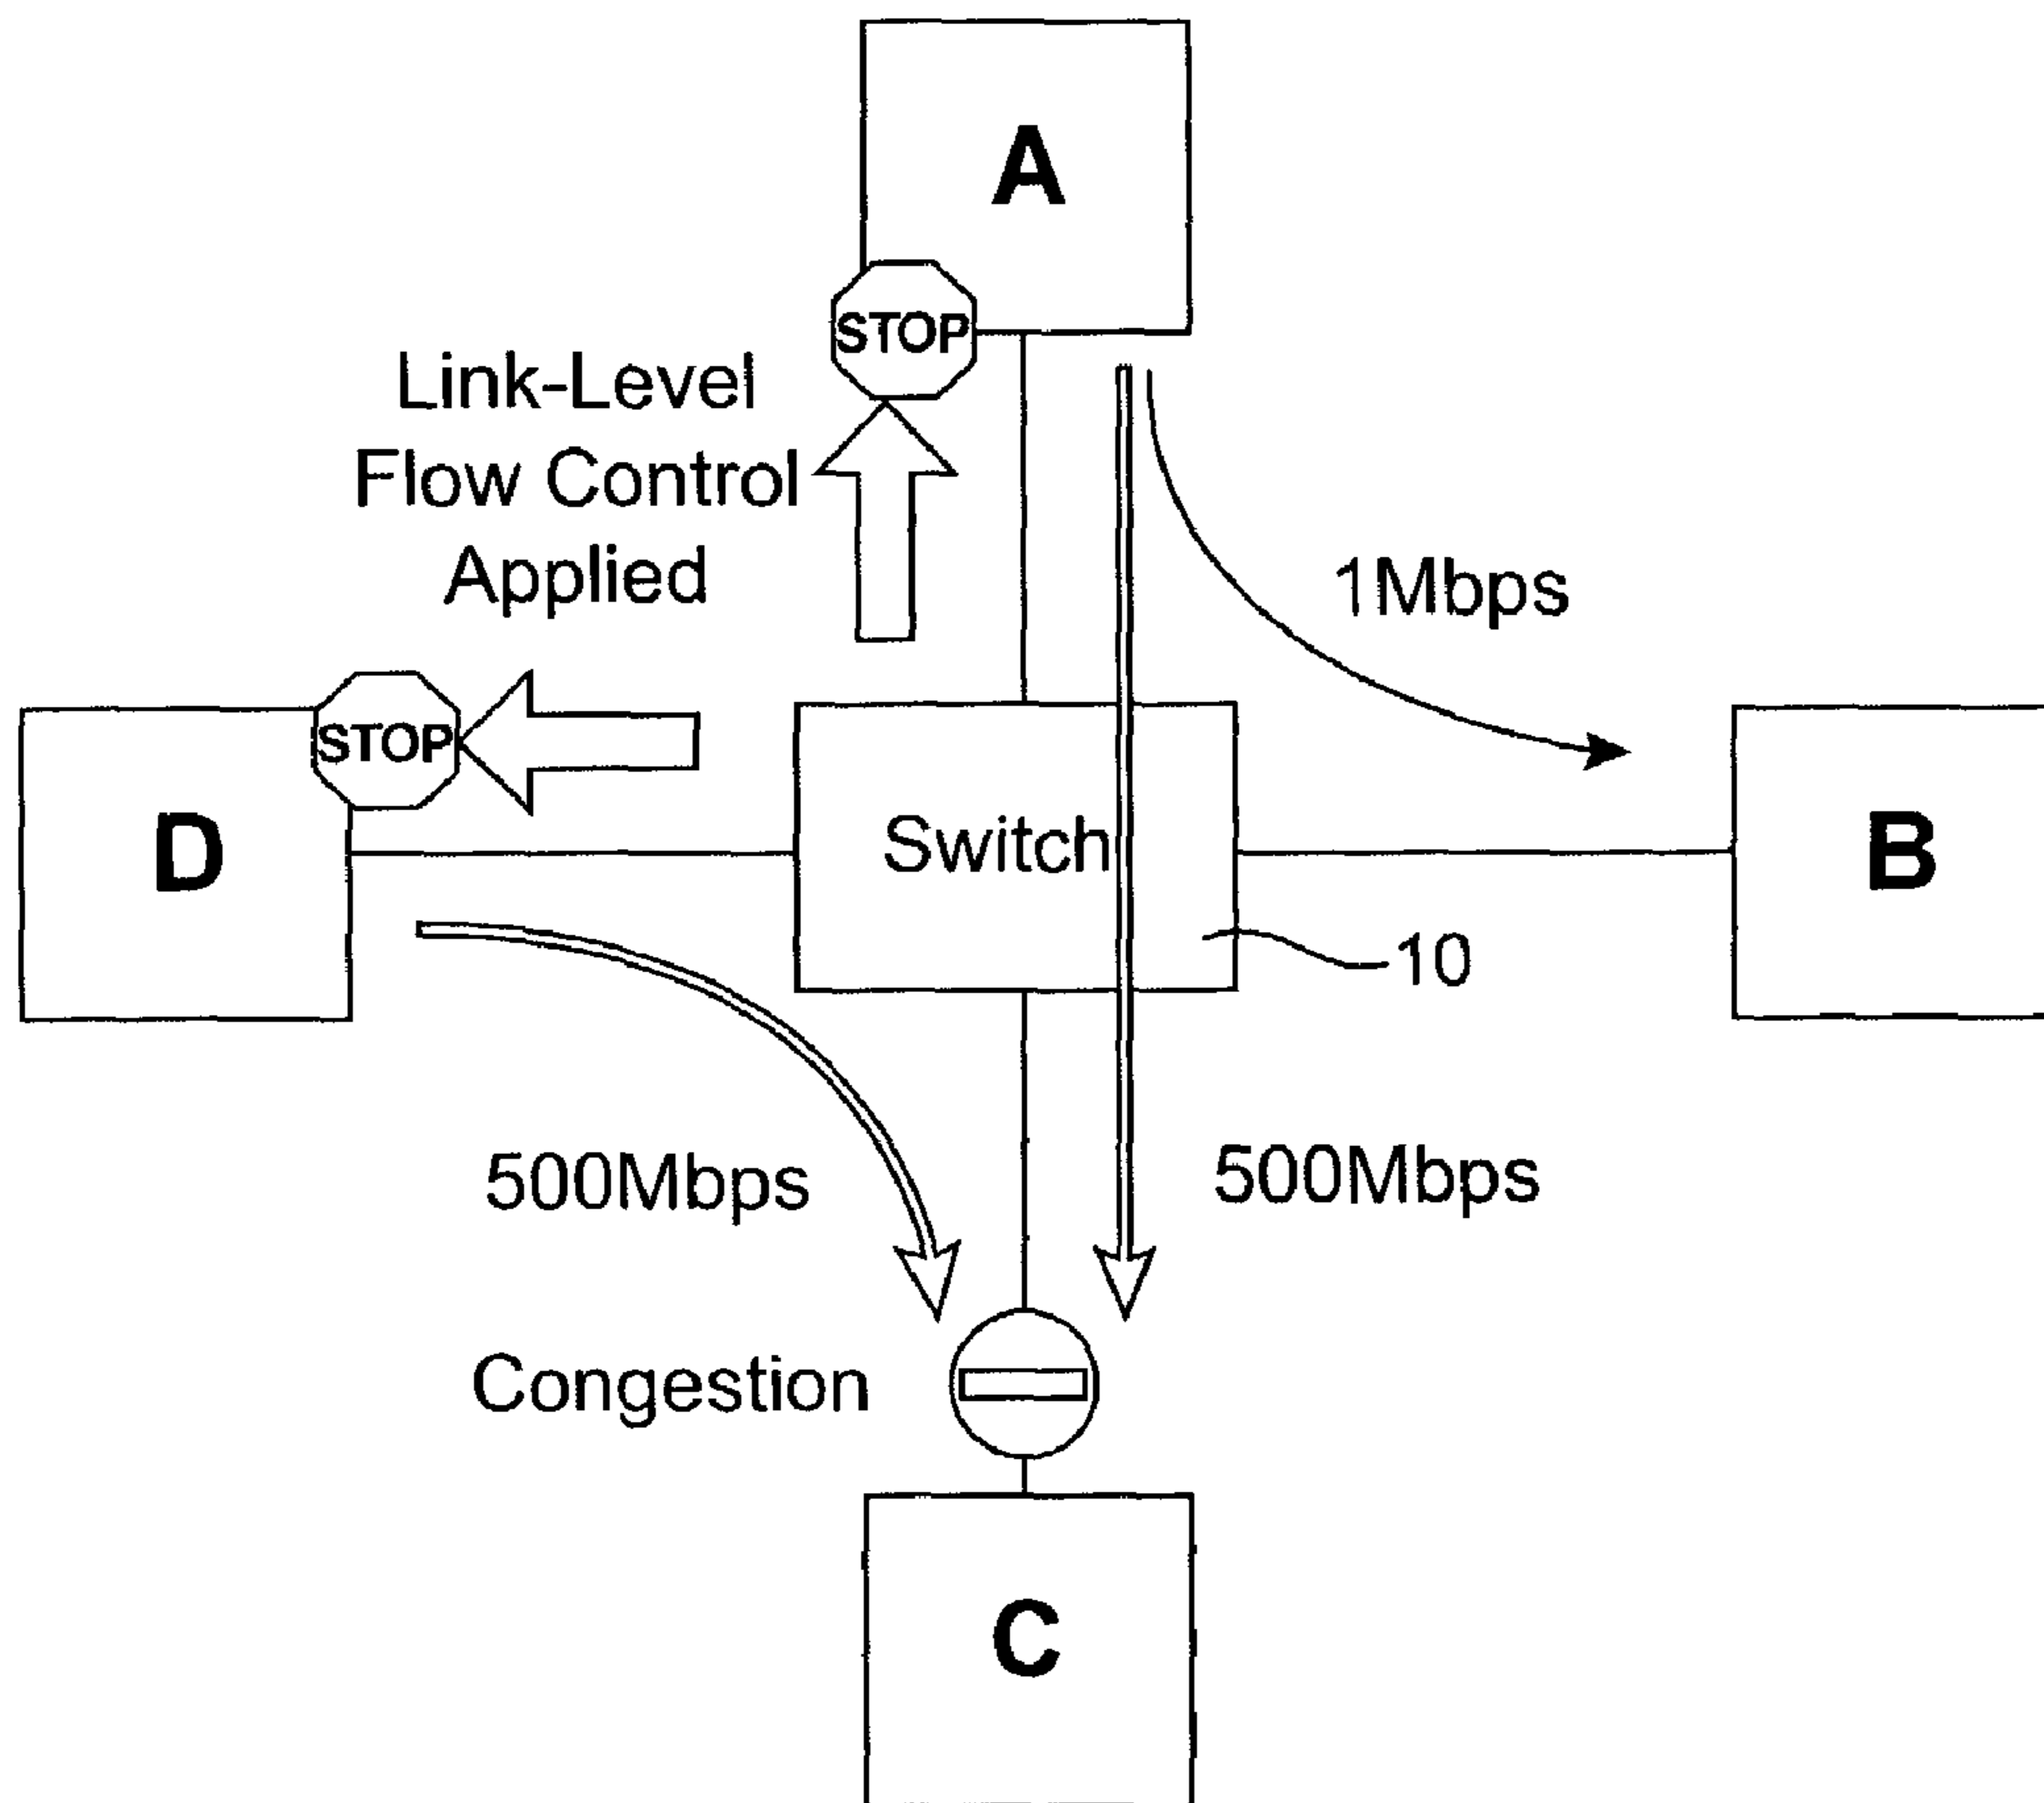 A
STOP
Link-Level
Flow Control
Applied
1Mbps
STOP
D
Switch
B
10
500Mbps
500Mbps
Congestion
C